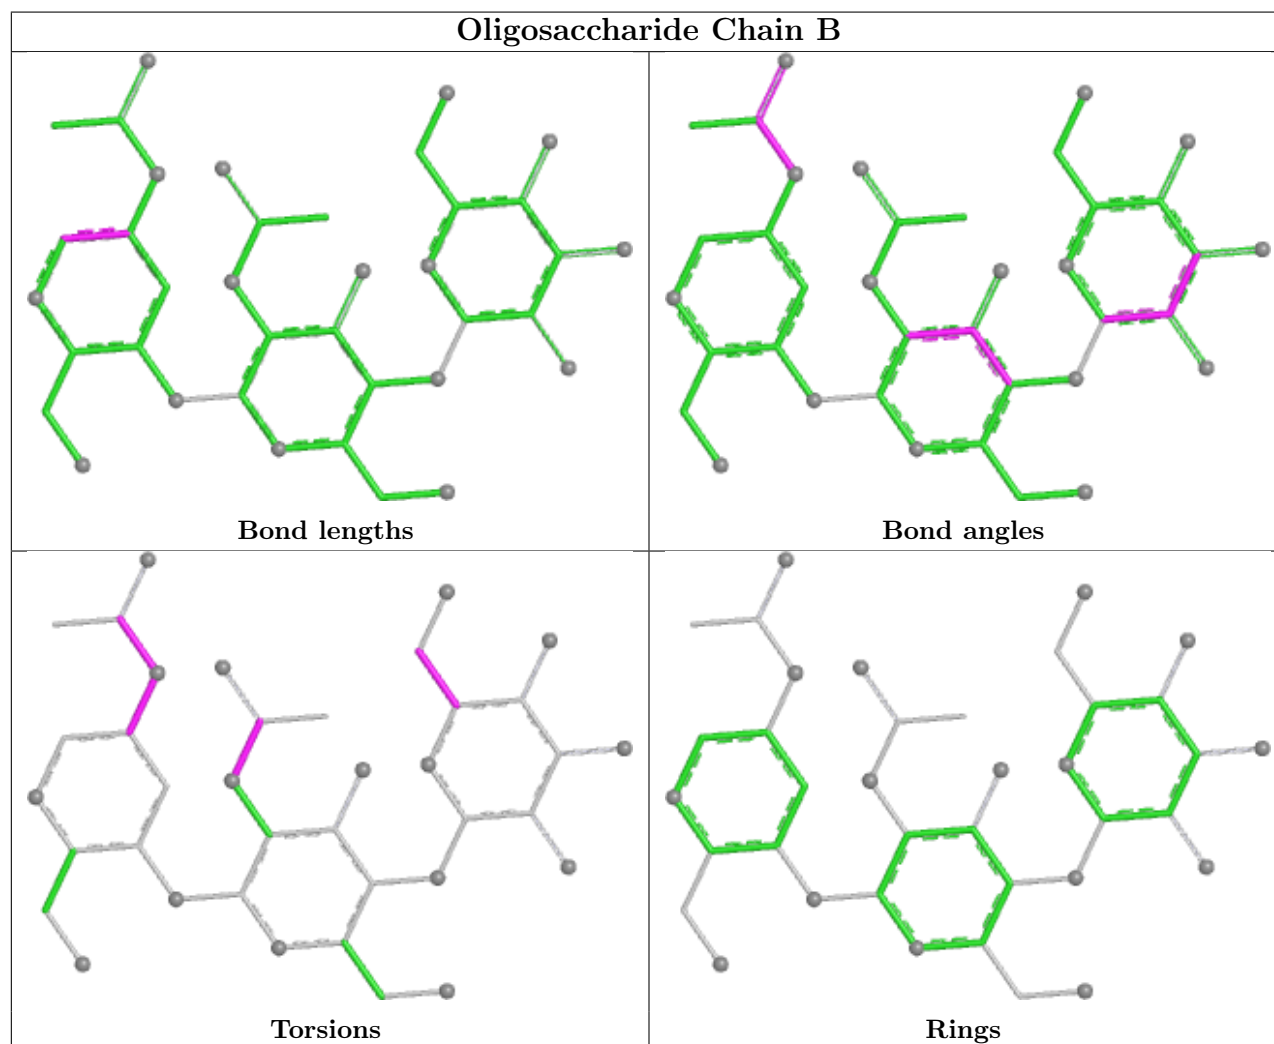 Oligosaccharide Chain B
Bond lengths
Bond angles
Torsions
Rings